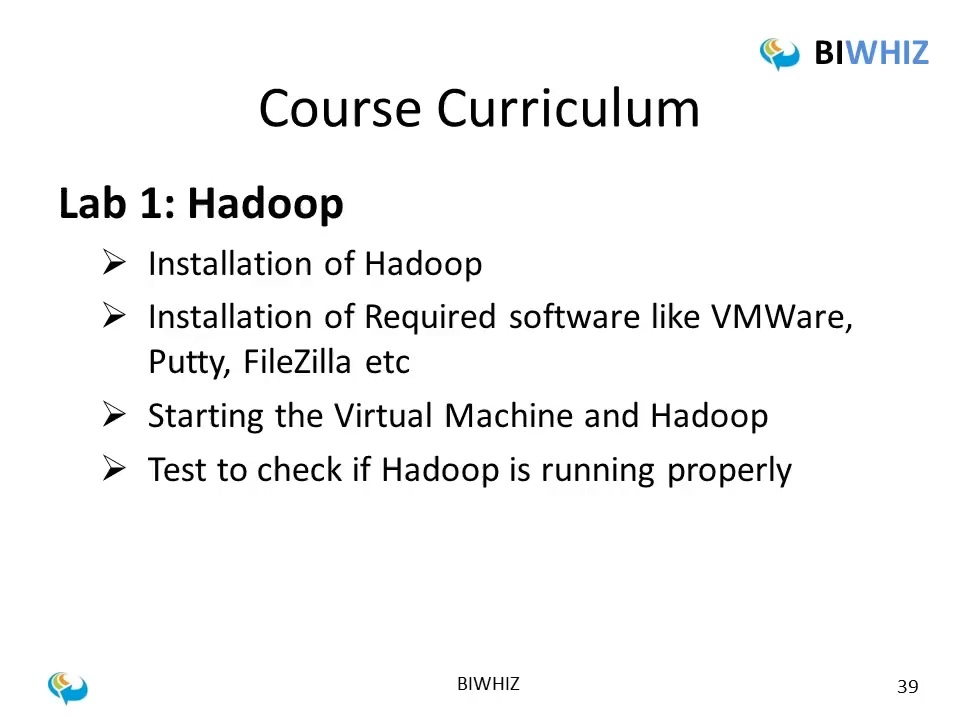 BIWHIZ
Course Curriculum
Lab 1: Hadoop
Installation of Hadoop
Installation of Required software like VMWare,
Putty, FileZilla etc
Starting the Virtual Machine and Hadoop
Test to check if Hadoop is running properly
BIWHIZ
39